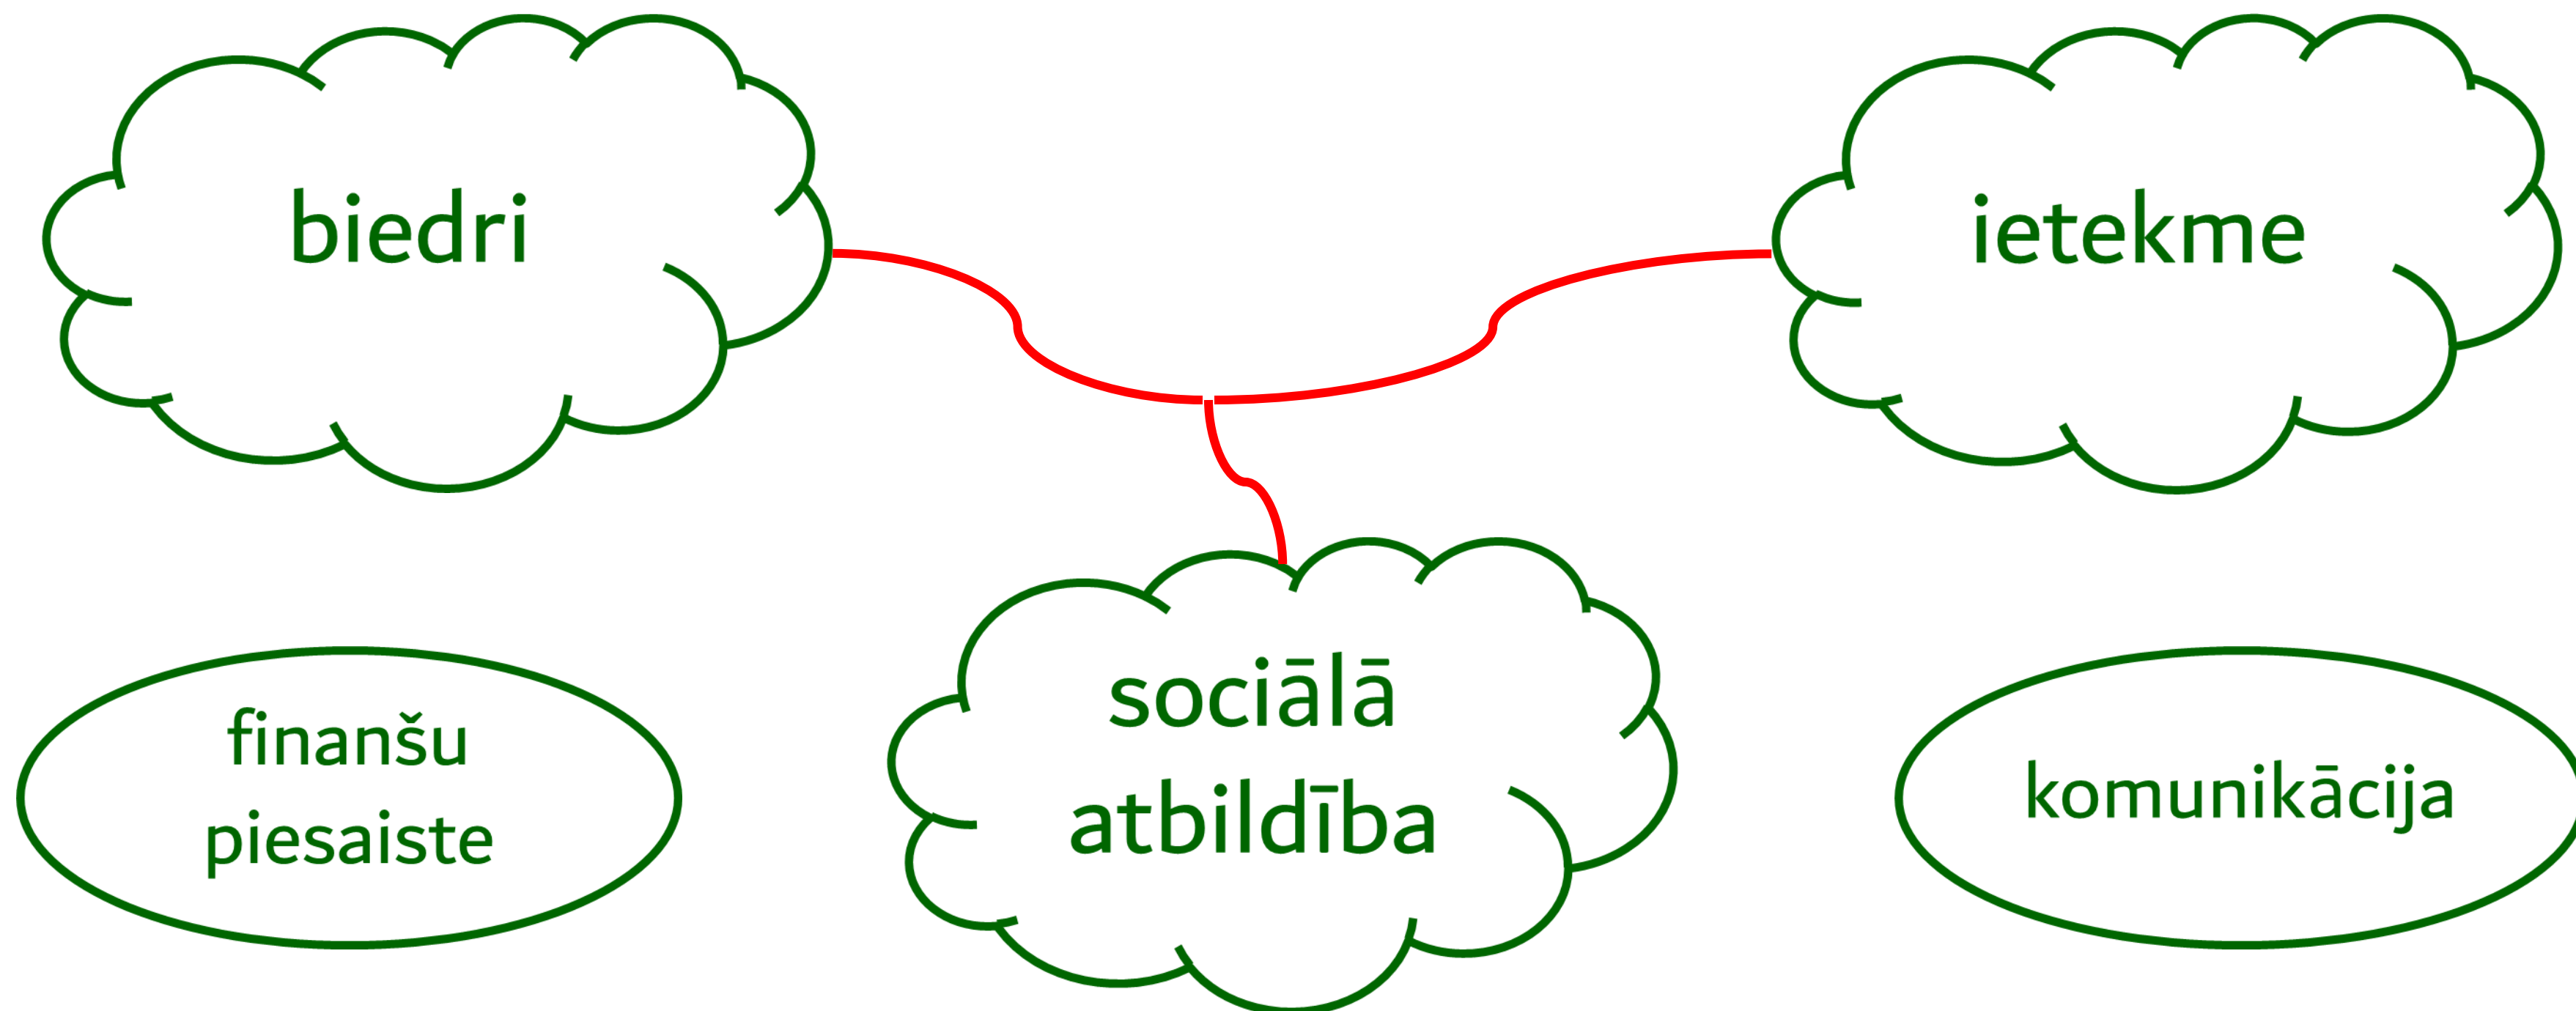 biedri
ietekme
sociālā
atbildība
finanšu
piesaiste
komunikācija